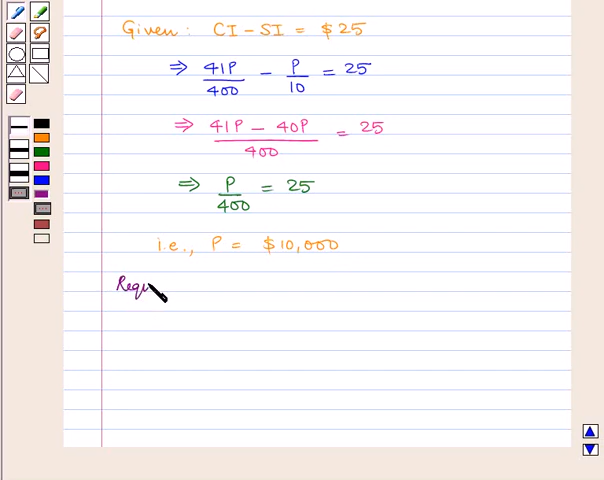 Given: CI - SI = $25
⇒ 41P/400 - P/10 = 25
⇒ 41P - 40P/400 = 25
⇒ P/400 = 25
i.e., P = $10,000
Requ